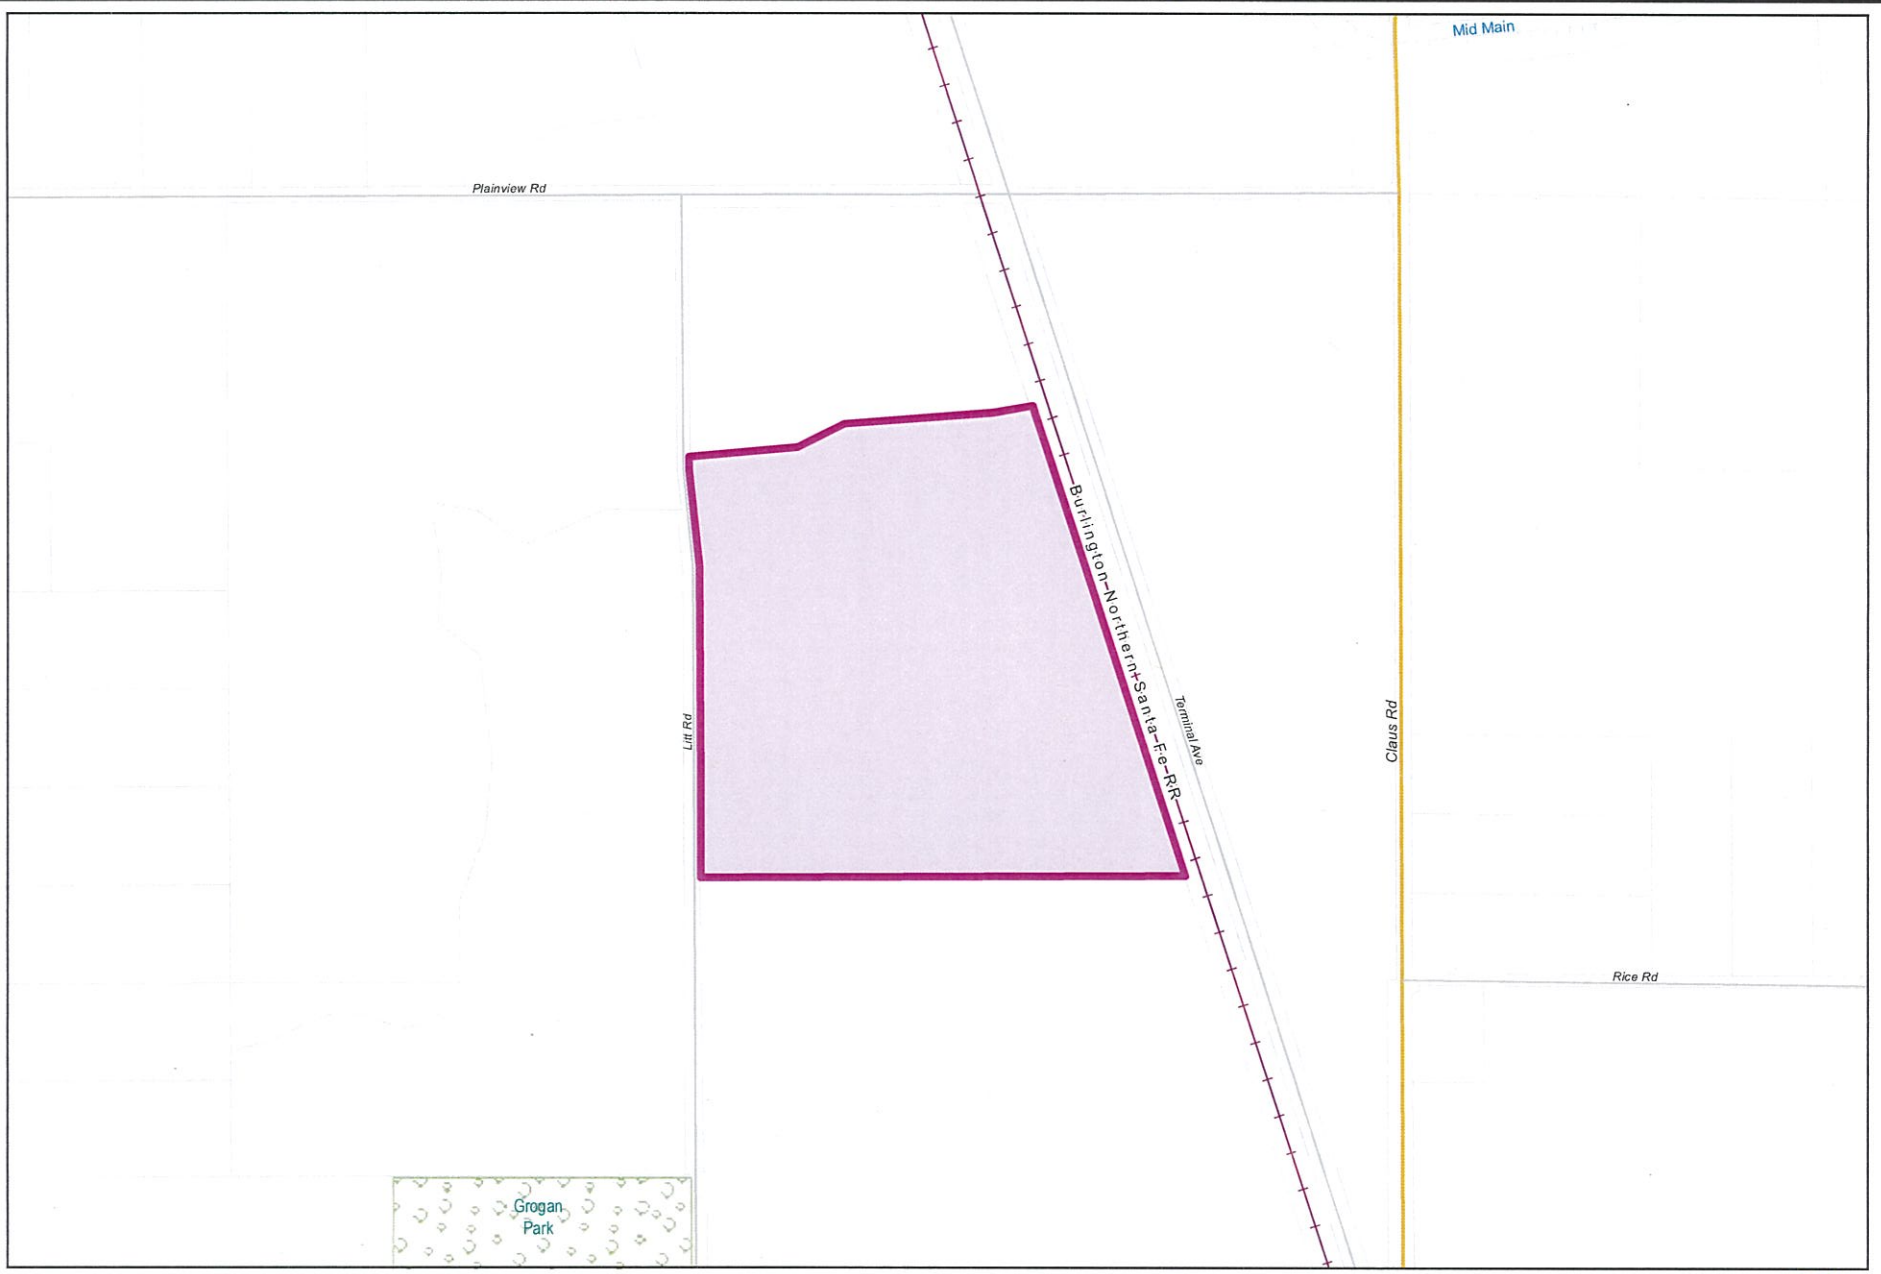 Mid Main
Plainview Rd
Burlington Northern Santa Fe RR
Terminal Ave
Litt Rd
Claus Rd
Rice Rd
Grogan
Park